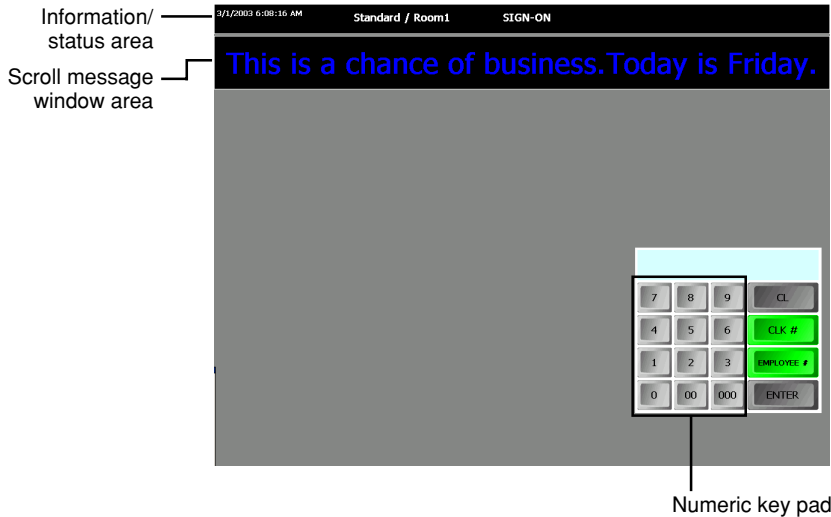 Information/
status area
3/1/2003 6:08:16 AM Standard / Room1 SIGN-ON
Scroll message
window area
This is a chance of business.Today is Friday.
7 8 9 CL
4 5 6 CLK #
1 2 3 EMPLOYEE #
0 00 000 ENTER
Numeric key pad